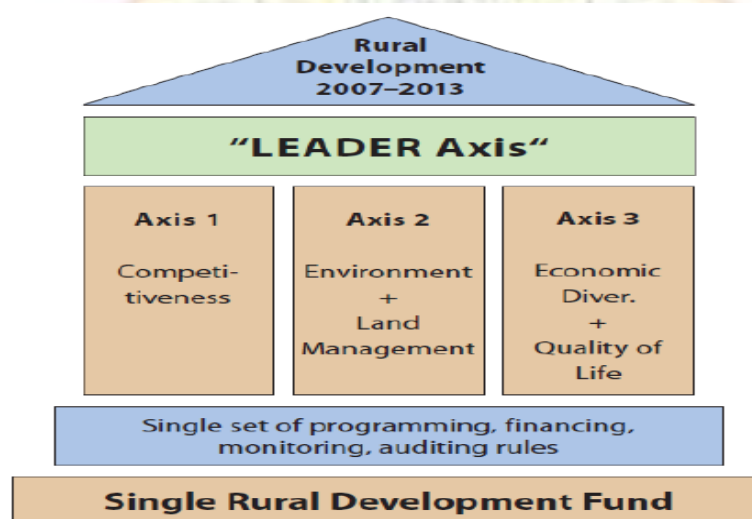 Rural
Development
2007–2013
“LEADER Axis“
Axis 1
Competi-
tiveness
Axis 2
Environment
+
Land
Management
Axis 3
Economic
Diver.
+
Quality of
Life
Single set of programming, financing,
monitoring, auditing rules
Single Rural Development Fund